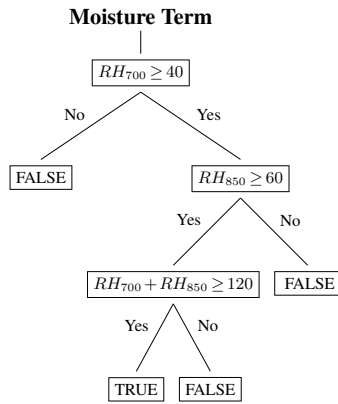 Moisture Term
RH₇₀₀ ≥ 40
No
Yes
FALSE
RH₈₅₀ ≥ 60
Yes
No
RH₇₀₀ + RH₈₅₀ ≥ 120
FALSE
Yes
No
TRUE
FALSE